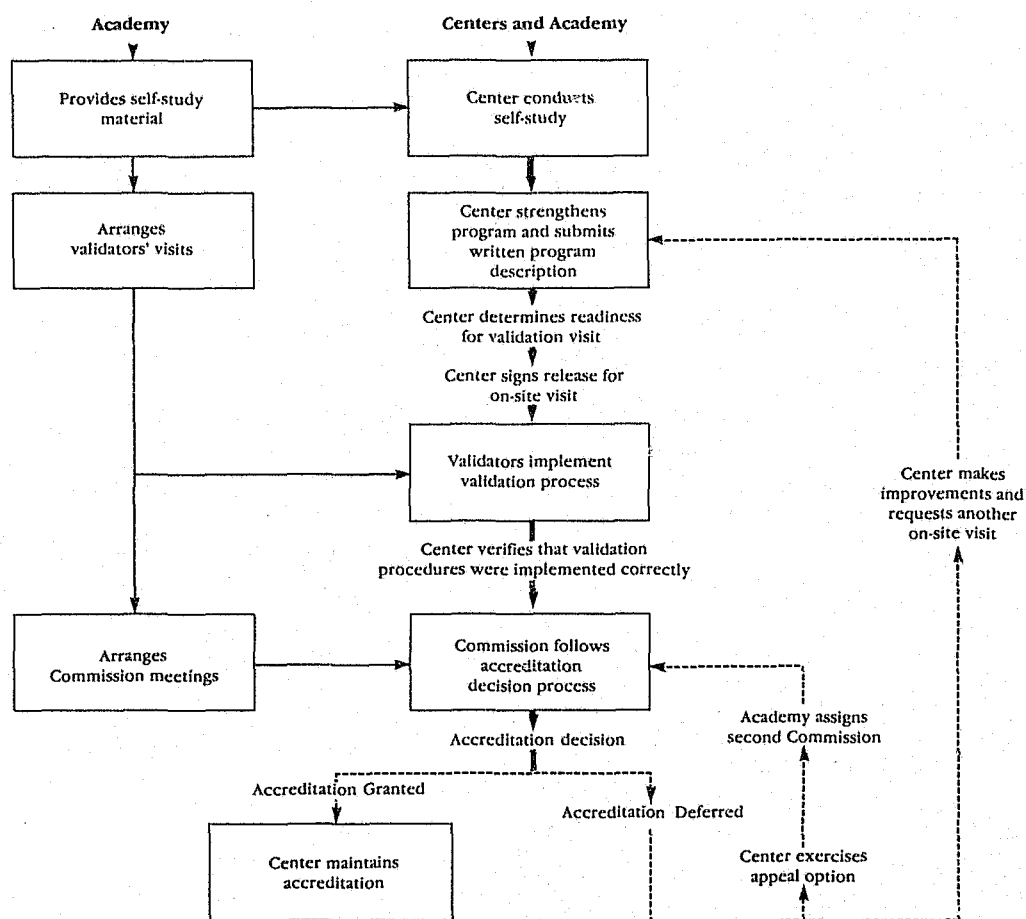 Academy
Centers and Academy
Provides self-study
material
Center conducts
self-study
Arranges
validators' visits
Center strengthens
program and submits
written program
description
Center determines readiness
for validation visit
Center signs release for
on-site visit
Validators implement
validation process
Center makes
improvements and
requests another
on-site visit
Center verifies that validation
procedures were implemented correctly
Arranges
Commission meetings
Commission follows
accreditation
decision process
Academy assigns
second Commission
Accreditation decision
Accreditation Granted
Accreditation Deferred
Center maintains
accreditation
Center exercises
appeal option